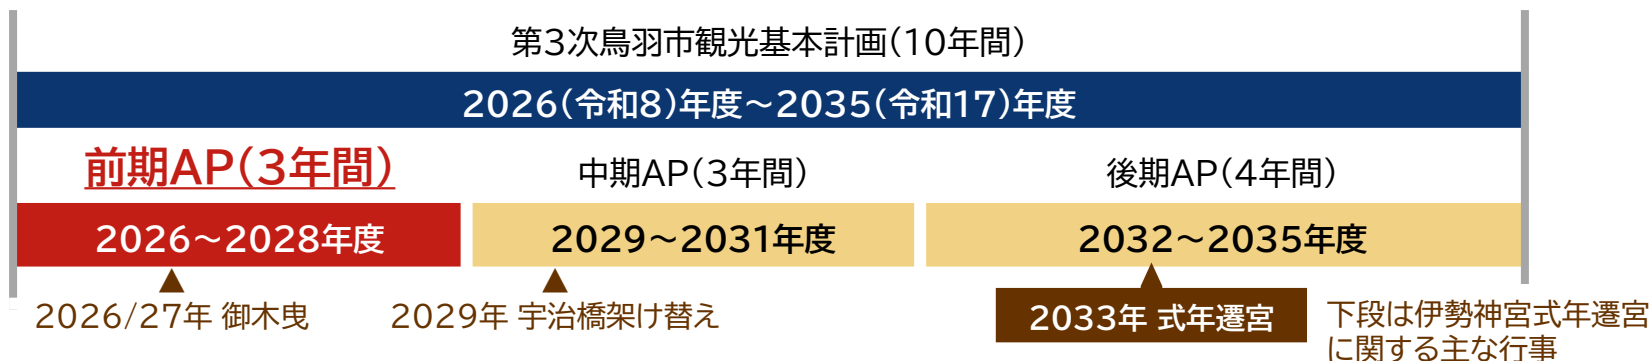 第3次鳥羽市観光基本計画(10年間)
2026(令和8)年度～2035(令和17)年度
前期AP(3年間)
中期AP(3年間)
後期AP(4年間)
2026～2028年度
2029～2031年度
2032～2035年度
2026/27年 御木曳
2029年 宇治橋架け替え
2033年 式年遷宮
下段は伊勢神宮式年遷宮
に関する主な行事